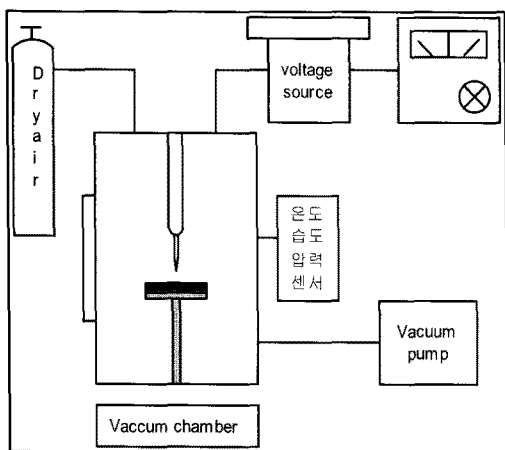 Dryair
voltage
source
온도
습도
압력
센서
Vacuum
pump
Vaccum chamber